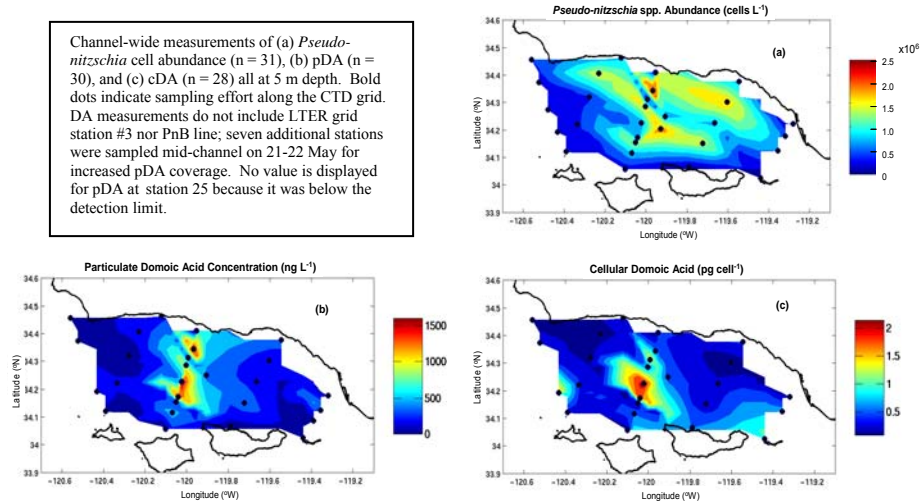 Channel-wide measurements of (a) Pseudo-
nitzschia cell abundance (n = 31), (b) pDA (n =
30), and (c) cDA (n = 28) all at 5 m depth.  Bold
dots indicate sampling effort along the CTD grid.
DA measurements do not include LTER grid
station #3 nor PnB line; seven additional stations
were sampled mid-channel on 21-22 May for
increased pDA coverage.  No value is displayed
for pDA at station 25 because it was below the
detection limit.
Pseudo-nitzschia spp. Abundance (cells L⁻¹)
(a)
x10⁶
2.5
2.0
1.5
1.0
0.5
0
34.6
34.5
34.4
34.3
34.2
34.1
34
33.9
Latitude (ºN)
−120.6 −120.4 −120.2 −120 −119.8 −119.6 −119.4 −119.2
Longitude (ºW)
Particulate Domoic Acid Concentration (ng L⁻¹)
(b)
1500
1000
500
0
34.6
34.5
34.4
34.3
34.2
34.1
34
33.9
Latitude (ºN)
−120.6 −120.4 −120.2 −120 −119.8 −119.6 −119.4 −119.2
Longitude (ºW)
Cellular Domoic Acid (pg cell⁻¹)
(c)
2
1.5
1
0.5
34.6
34.5
34.4
34.3
34.2
34.1
34
33.9
Latitude (ºN)
−120.6 −120.4 −120.2 −120 −119.8 −119.6 −119.4 −119.2
Longitude (ºW)